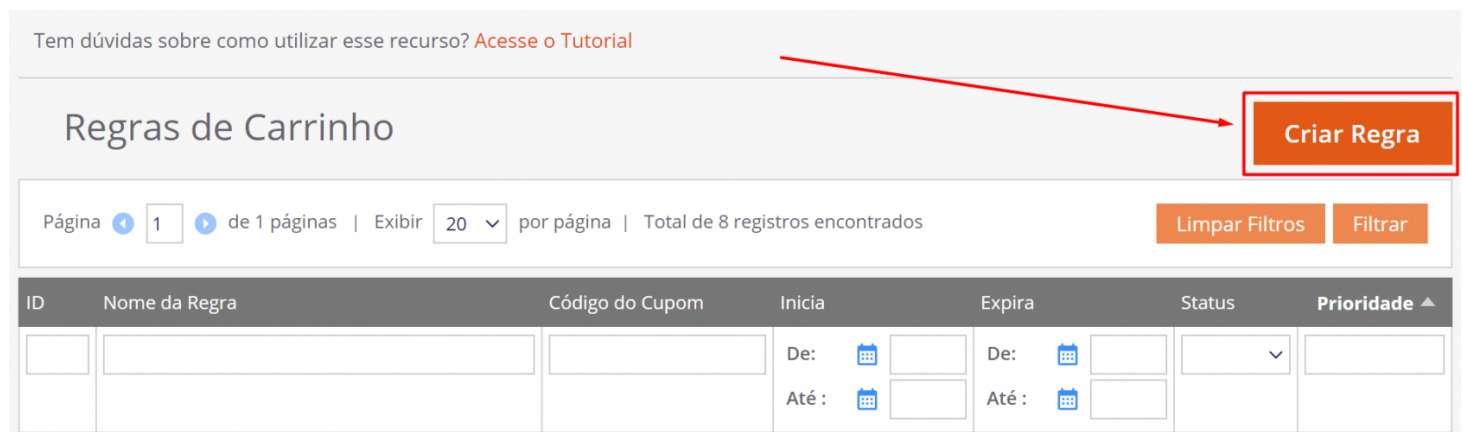 Tem dúvidas sobre como utilizar esse recurso? Acesse o Tutorial
Regras de Carrinho
Criar Regra
Página 1 de 1 páginas | Exibir 20 por página | Total de 8 registros encontrados
Limpar Filtros
Filtrar
ID Nome da Regra Código do Cupom Inicia Expira Status Prioridade
De: De:
Até : Até :